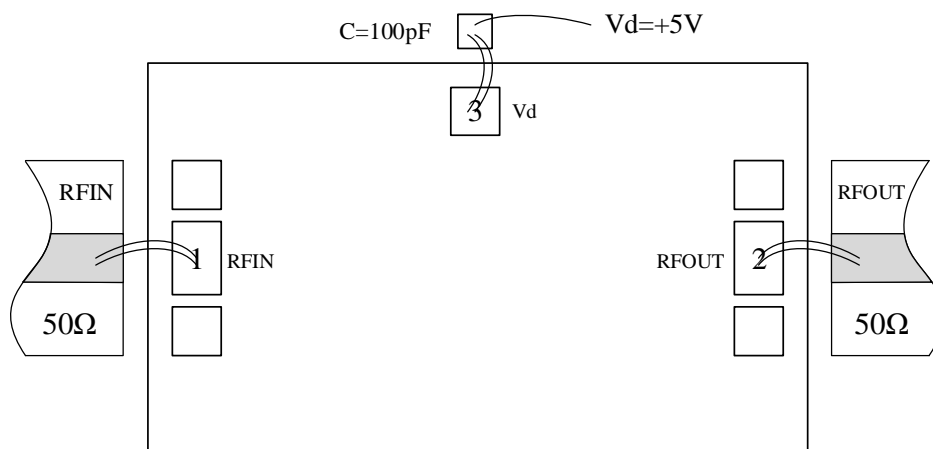 C=100pF
Vd=+5V
3
Vd
RFIN
RFOUT
1
RFIN
RFOUT
2
50Ω
50Ω